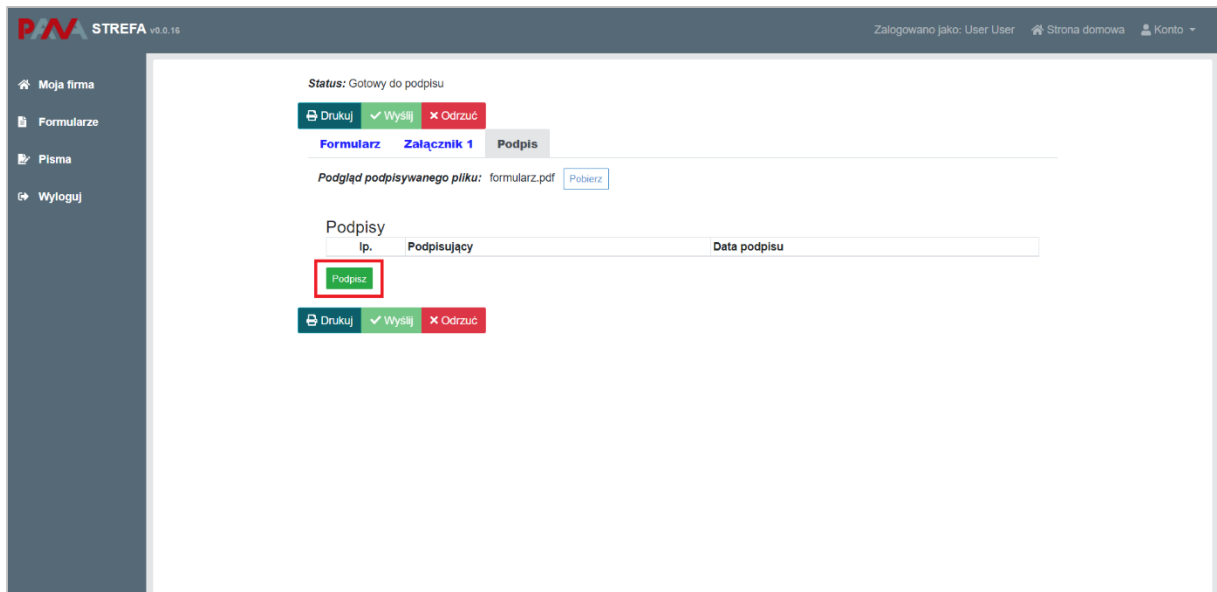 PANA STREFA v0.0.16 Zalogowano jako: User User Strona domowa Konto
Moja firma
Formularze
Pisma
Wyloguj
Status: Gotowy do podpisu
Drukuj Wyślij Odrzuć
Formularz Załącznik 1 Podpis
Podgląd podpisywanego pliku: formularz.pdf Pobierz
Podpisy
lp. Podpisujący Data podpisu
Podpisz
Drukuj Wyślij Odrzuć